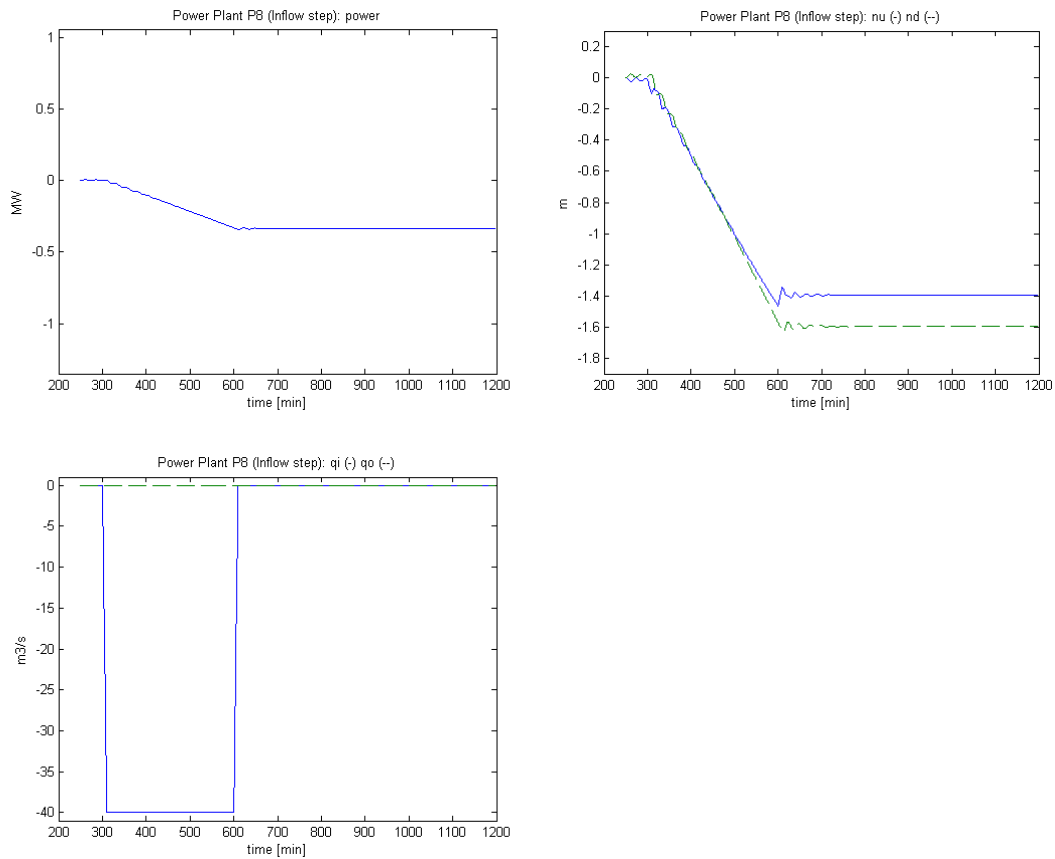 Power Plant P8 (Inflow step): power
1
0.5
0
-0.5
-1
MW
200 300 400 500 600 700 800 900 1000 1100 1200
time [min]
Power Plant P8 (Inflow step): nu (-) nd (--)
0.2
0
-0.2
-0.4
-0.6
-0.8
-1
-1.2
-1.4
-1.6
-1.8
m
200 300 400 500 600 700 800 900 1000 1100 1200
time [min]
Power Plant P8 (Inflow step): qi (-) qo (--)
0
-5
-10
-15
-20
-25
-30
-35
-40
m3/s
200 300 400 500 600 700 800 900 1000 1100 1200
time [min]